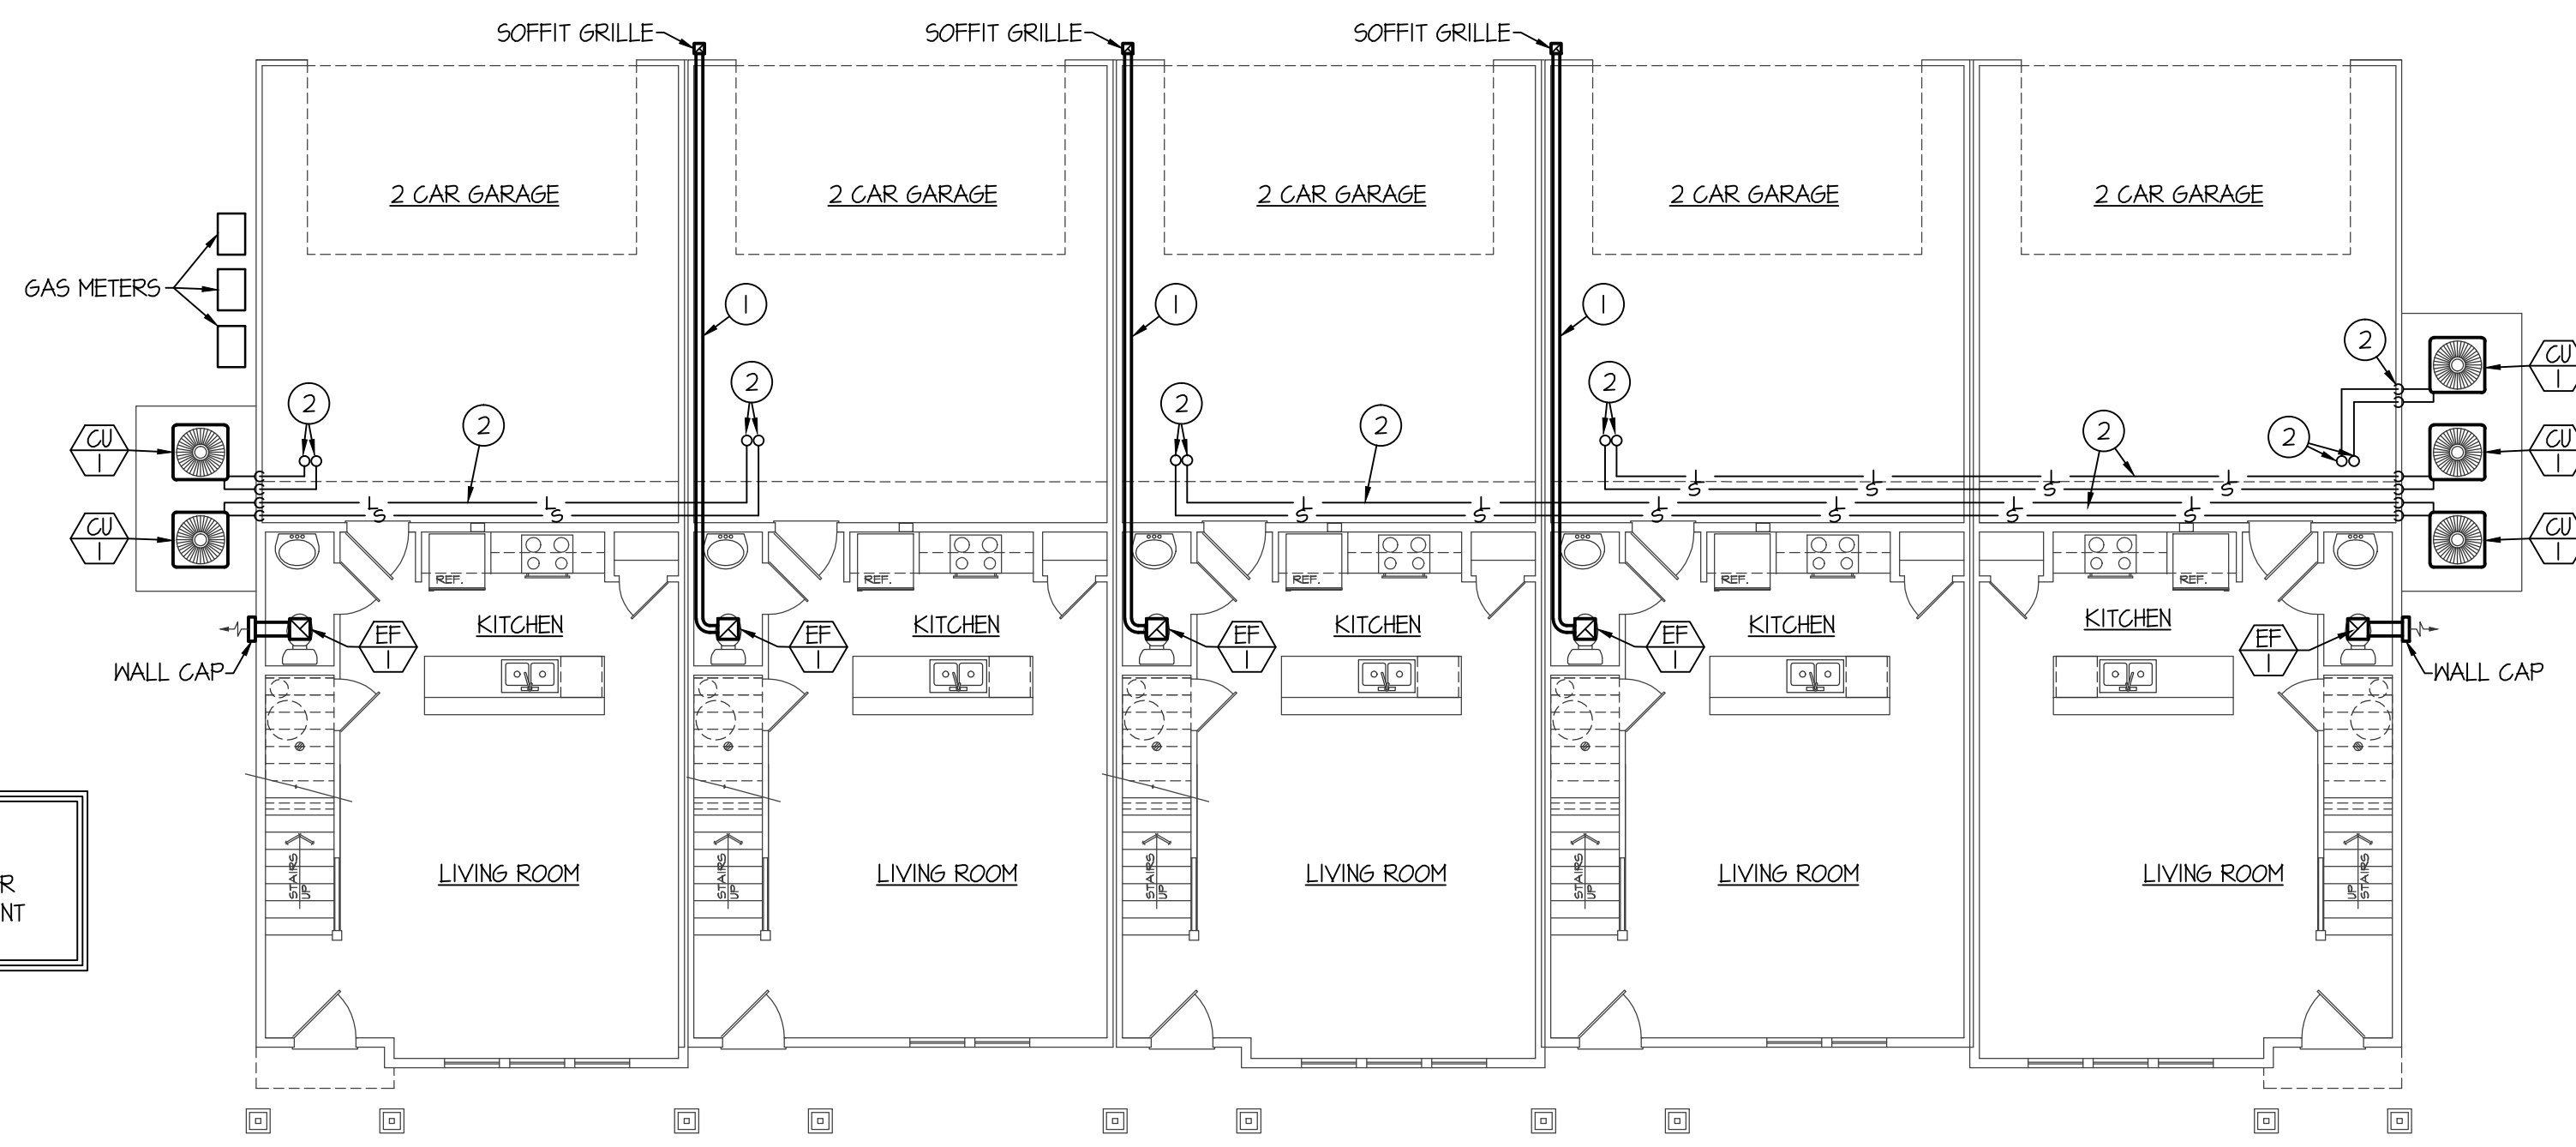 SOFFIT GRILLE SOFFIT GRILLE SOFFIT GRILLE
2 CAR GARAGE 2 CAR GARAGE 2 CAR GARAGE 2 CAR GARAGE 2 CAR GARAGE
GAS METERS
1 1 1
2
CU
1
2 2
2 2 2
2 2 2 2
CU
1
CU
1
L L L L
S S S S
L L L L L L L L
S S S S S S S S
CU
1
CU
1
REF. REF. REF. REF. REF.
KITCHEN KITCHEN KITCHEN KITCHEN KITCHEN
EF
1
EF
1
EF
1
EF
1
EF
1
WALL CAP WALL CAP
LIVING ROOM LIVING ROOM LIVING ROOM LIVING ROOM LIVING ROOM
STAIRS
UP
STAIRS
UP
STAIRS
UP
STAIRS
UP
UP
STAIRS
R
NT